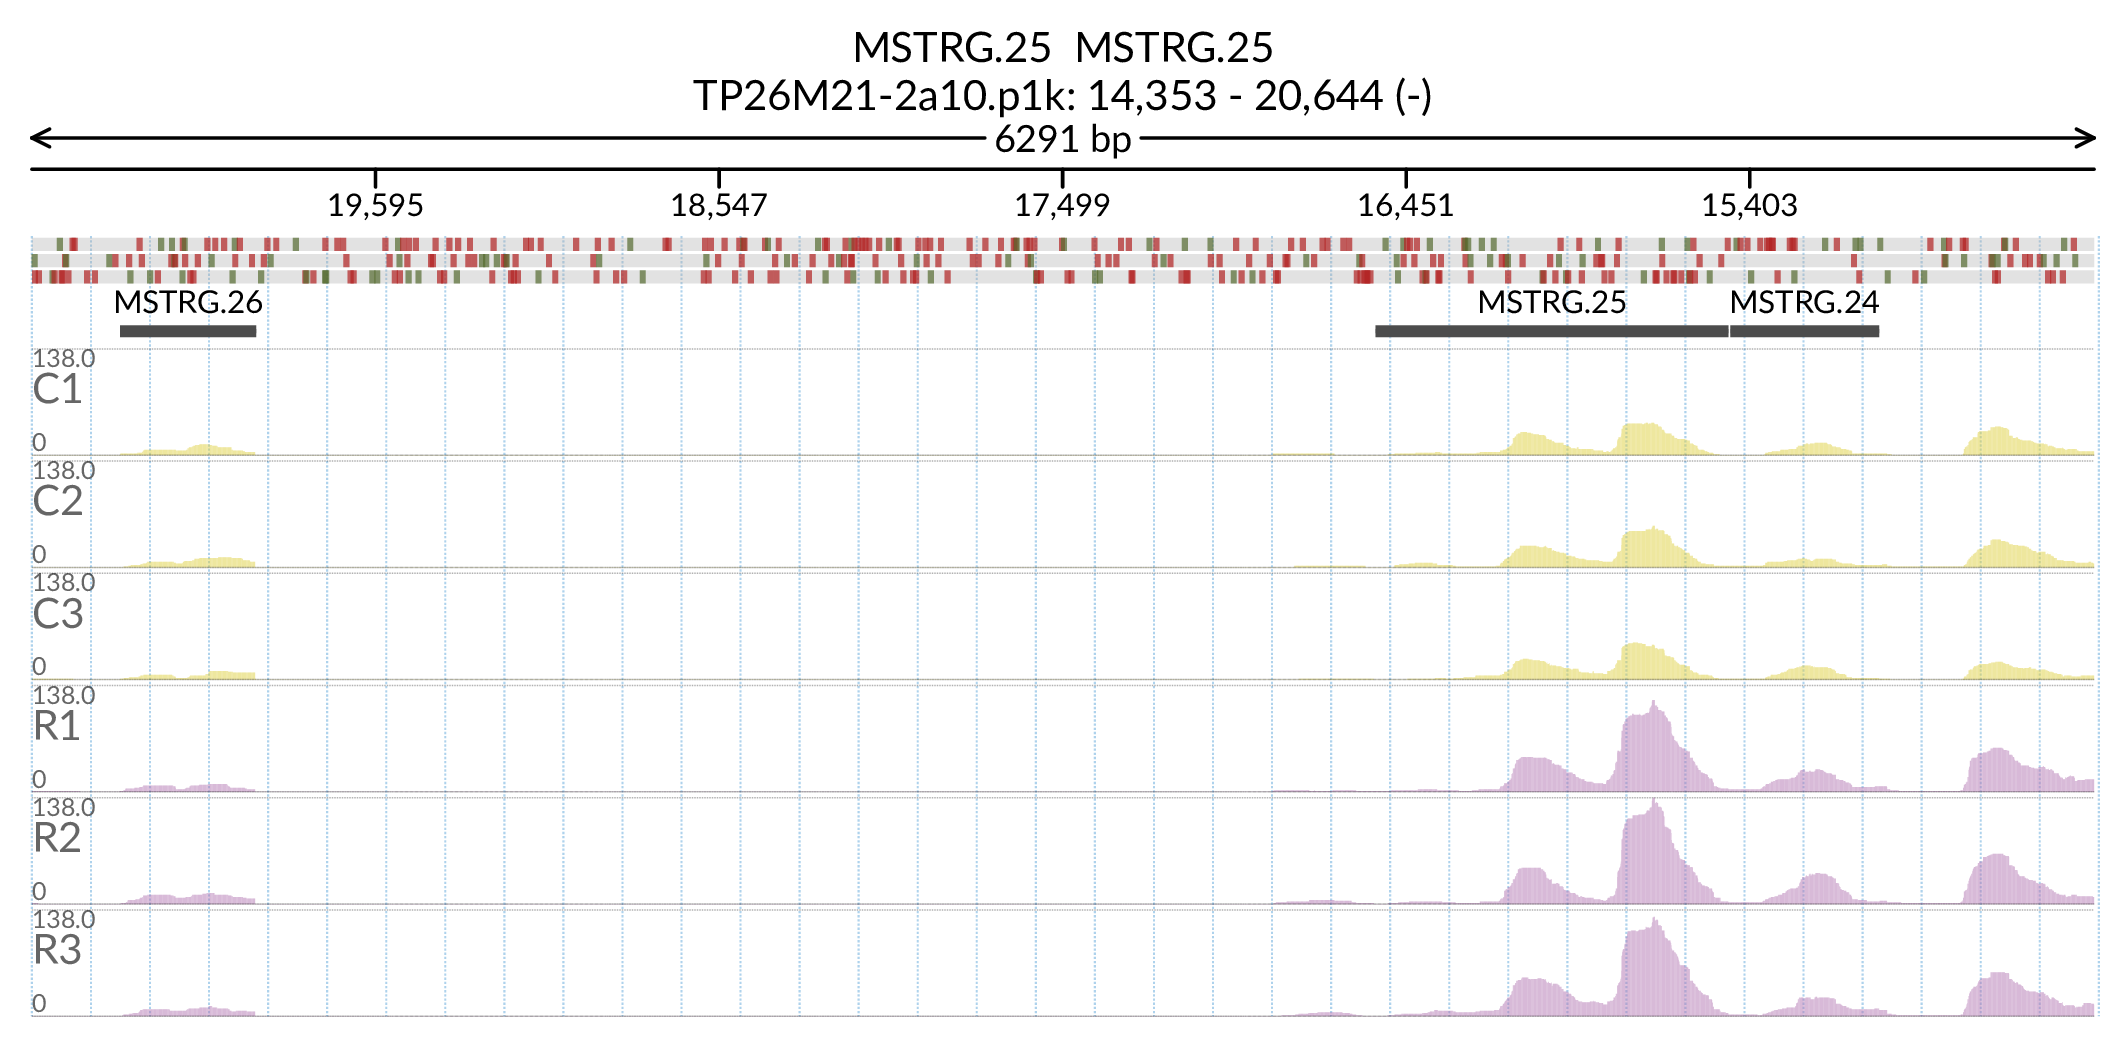 MSTRG.25 MSTRG.25
TP26M21-2a10.p1k: 14,353 - 20,644 (-)
6291 bp
19,595 18,547 17,499 16,451 15,403
MSTRG.26 MSTRG.25 MSTRG.24
138.0
C1
0
138.0
C2
0
138.0
C3
0
138.0
R1
0
138.0
R2
0
138.0
R3
0